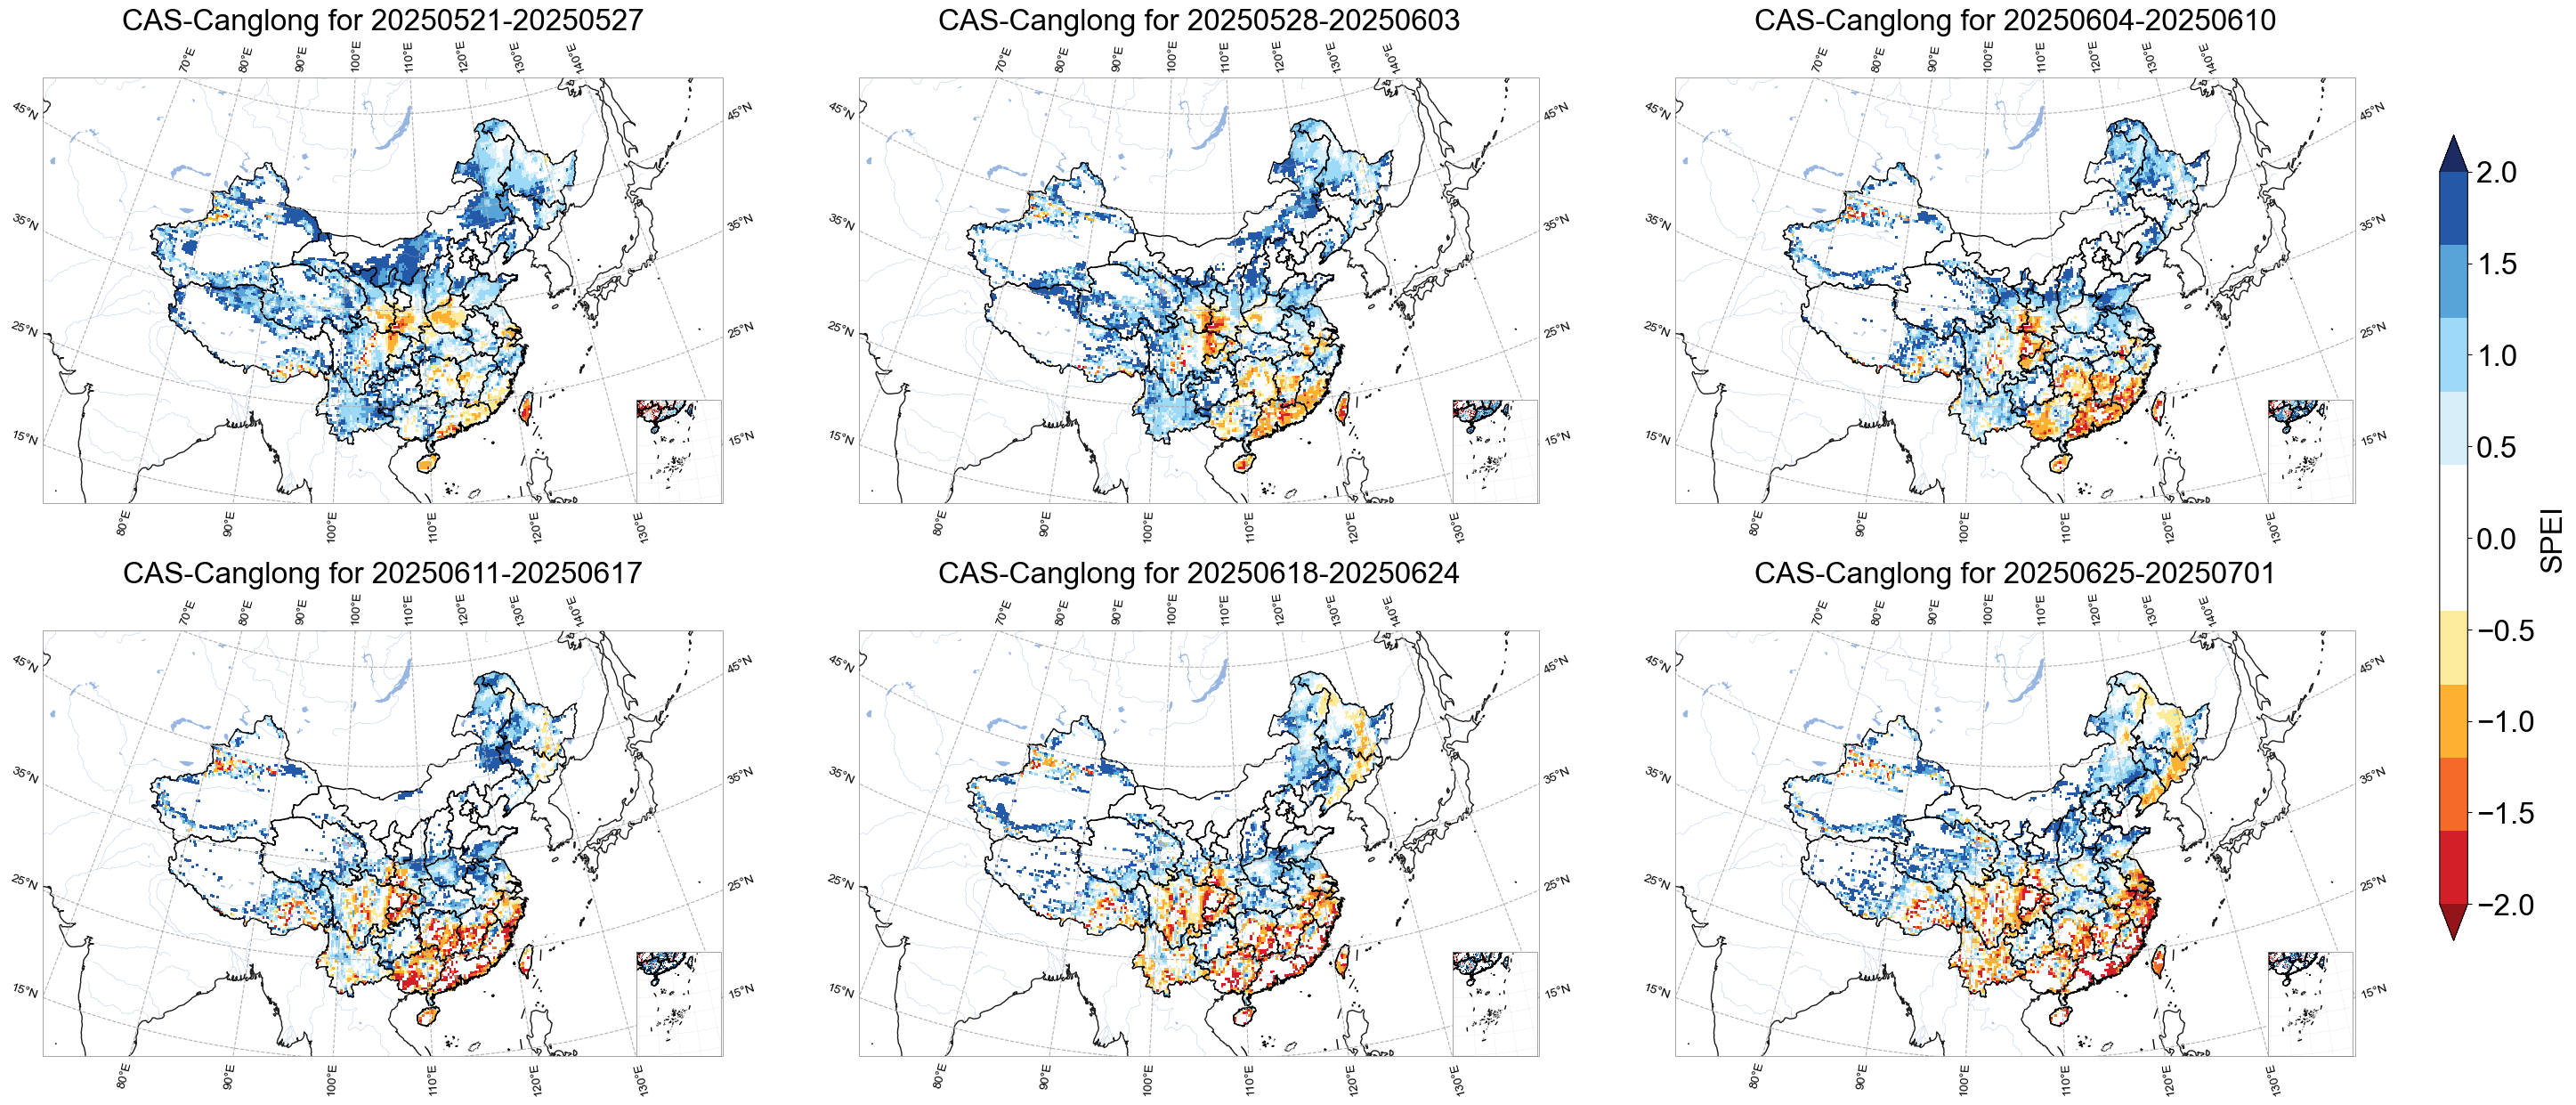 CAS-Canglong for 20250521-20250527
CAS-Canglong for 20250528-20250603
CAS-Canglong for 20250604-20250610
70°E 80°E 90°E 100°E 110°E 120°E 130°E 140°E
70°E 80°E 90°E 100°E 110°E 120°E 130°E 140°E
70°E 80°E 90°E 100°E 110°E 120°E 130°E 140°E
45°N 45°N 45°N 45°N 45°N 45°N
35°N 35°N 35°N 35°N 35°N 35°N
25°N 25°N 25°N 25°N 25°N 25°N
15°N 15°N 15°N 15°N 15°N 15°N
80°E 90°E 100°E 110°E 120°E 130°E
80°E 90°E 100°E 110°E 120°E 130°E
80°E 90°E 100°E 110°E 120°E 130°E
CAS-Canglong for 20250611-20250617
CAS-Canglong for 20250618-20250624
CAS-Canglong for 20250625-20250701
70°E 80°E 90°E 100°E 110°E 120°E 130°E 140°E
70°E 80°E 90°E 100°E 110°E 120°E 130°E 140°E
70°E 80°E 90°E 100°E 110°E 120°E 130°E 140°E
45°N 45°N 45°N 45°N 45°N 45°N
35°N 35°N 35°N 35°N 35°N 35°N
25°N 25°N 25°N 25°N 25°N 25°N
15°N 15°N 15°N 15°N 15°N 15°N
80°E 90°E 100°E 110°E 120°E 130°E
80°E 90°E 100°E 110°E 120°E 130°E
80°E 90°E 100°E 110°E 120°E 130°E
2.0
1.5
1.0
0.5
0.0
−0.5
−1.0
−1.5
−2.0
SPEI